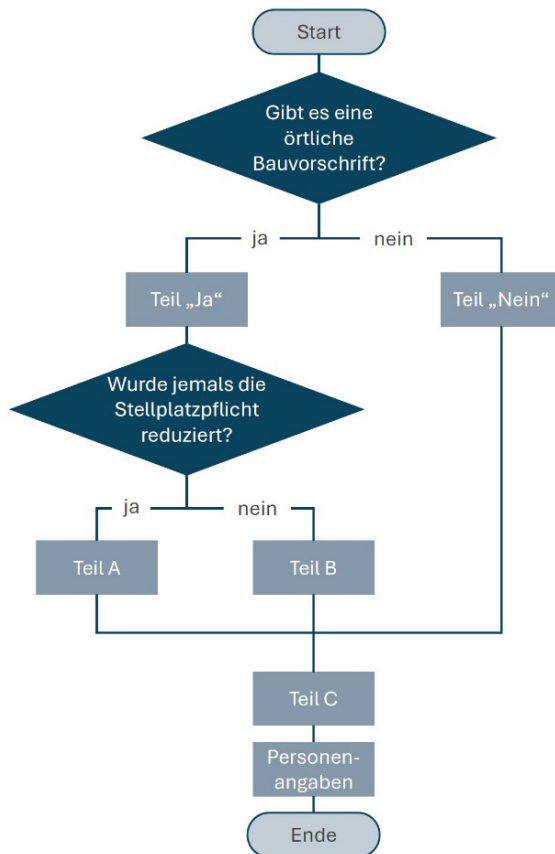 Start
Gibt es eine
örtliche
Bauvorschrift?
ja
nein
Teil „Ja“
Teil „Nein“
Wurde jemals die
Stellplatzpflicht
reduziert?
ja
nein
Teil A
Teil B
Teil C
Personen-
angaben
Ende